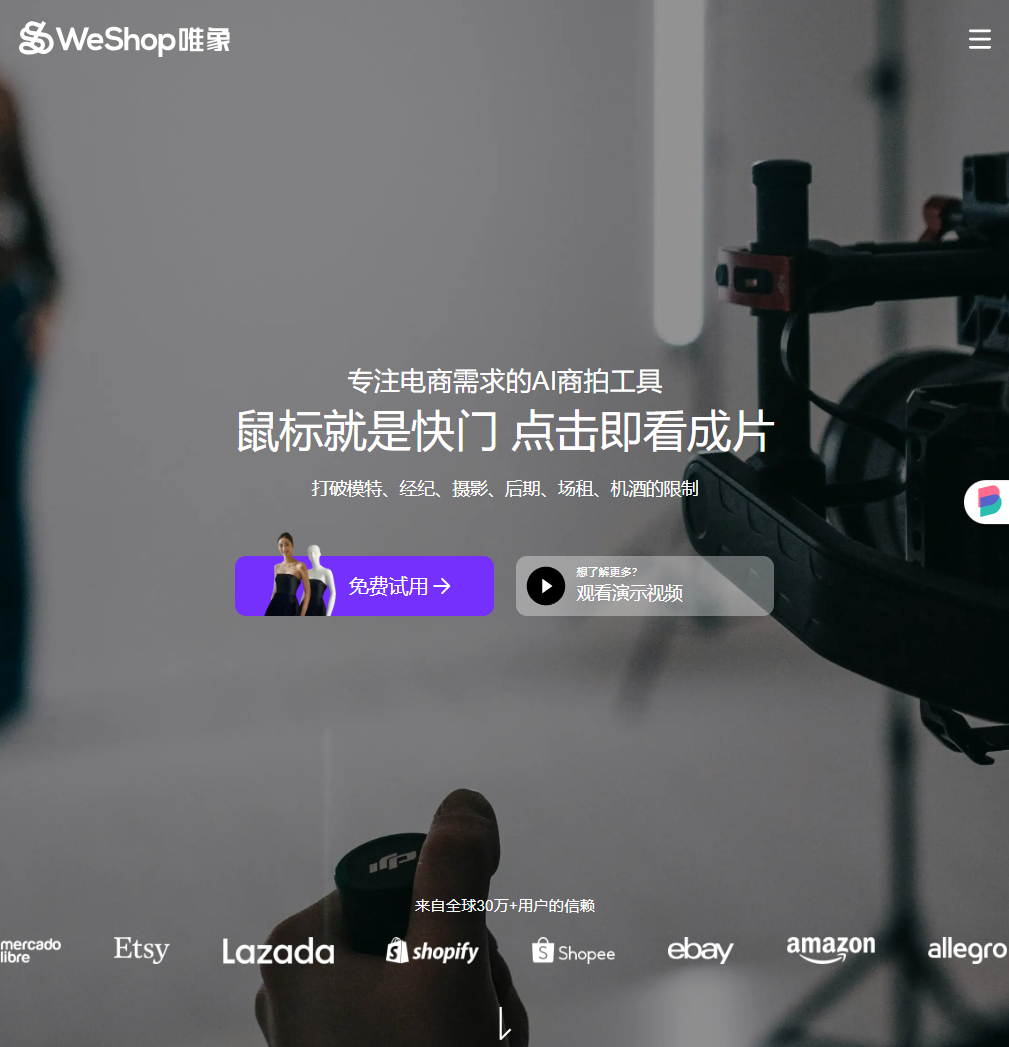 WeShop唯象
专注电商需求的AI商拍工具
鼠标就是快门 点击即看成片
打破模特、经纪、摄影、后期、场租、机酒的限制
免费试用
想了解更多?
观看演示视频
dji
来自全球30万+用户的信赖
mercado
libre
Etsy
Lazada
shopify
Shopee
ebay
amazon
allegro